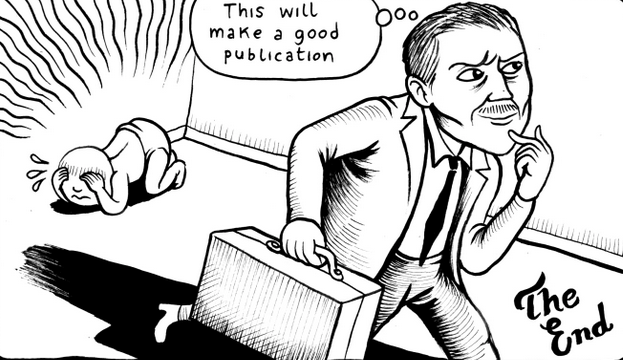 This will
make a good
publication
The
End